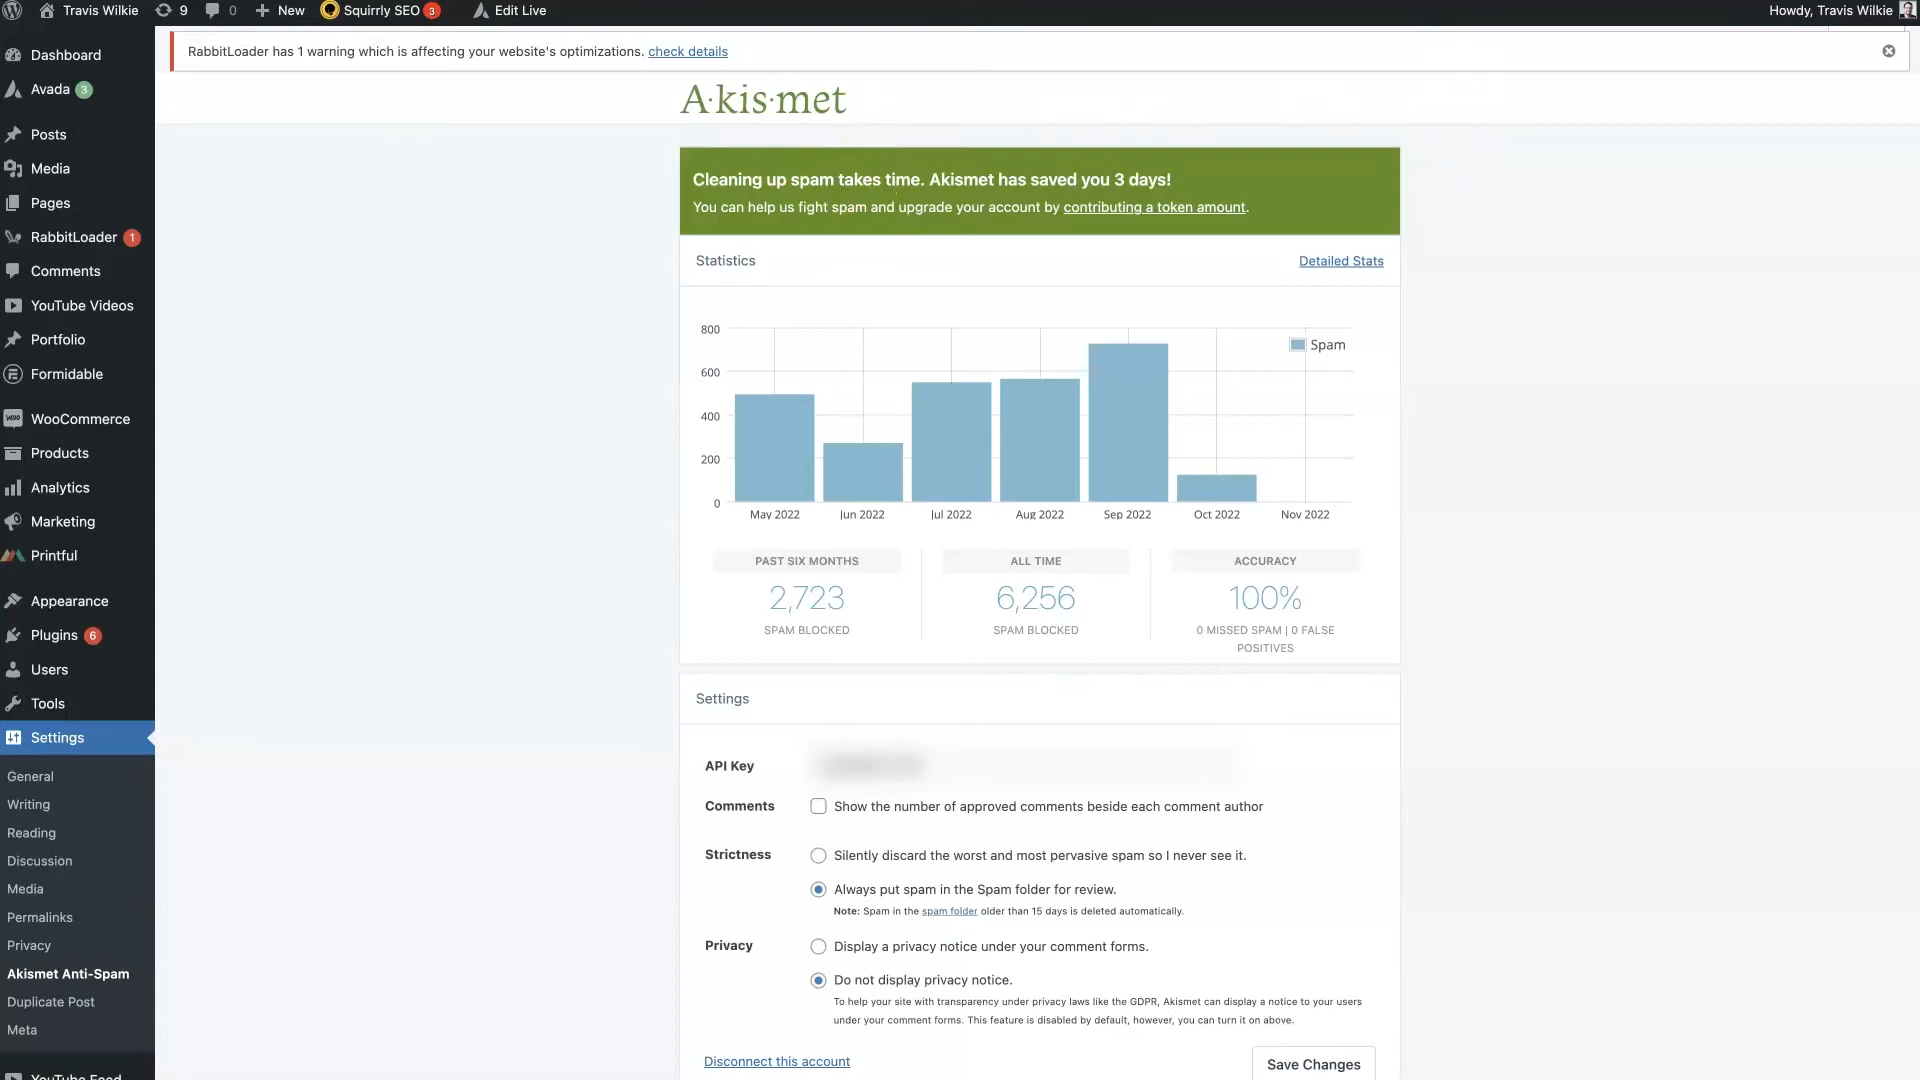 Travis Wilkie 9 0 New Squirrly SEO 3 Edit Live Howdy, Travis Wilkie
RabbitLoader has 1 warning which is affecting your website's optimizations. check details
Dashboard
Avada 3
Posts
Media
Pages
RabbitLoader 1
Comments
YouTube Videos
Portfolio
Formidable
WooCommerce
Products
Analytics
Marketing
Printful
Appearance
Plugins 6
Users
Tools
Settings
General
Writing
Reading
Discussion
Media
Permalinks
Privacy
Akismet Anti-Spam
Duplicate Post
Meta
YouTube Feed
A·kis·met
Cleaning up spam takes time. Akismet has saved you 3 days!
You can help us fight spam and upgrade your account by contributing a token amount.
Statistics Detailed Stats
800
600
400
200
0
Spam
May 2022 Jun 2022 Jul 2022 Aug 2022 Sep 2022 Oct 2022 Nov 2022
PAST SIX MONTHS ALL TIME ACCURACY
2,723 6,256 100%
SPAM BLOCKED SPAM BLOCKED 0 MISSED SPAM | 0 FALSE
POSITIVES
Settings
API Key
Comments Show the number of approved comments beside each comment author
Strictness Silently discard the worst and most pervasive spam so I never see it.
Always put spam in the Spam folder for review.
Note: Spam in the spam folder older than 15 days is deleted automatically.
Privacy Display a privacy notice under your comment forms.
Do not display privacy notice.
To help your site with transparency under privacy laws like the GDPR, Akismet can display a notice to your users
under your comment forms. This feature is disabled by default, however, you can turn it on above.
Disconnect this account Save Changes